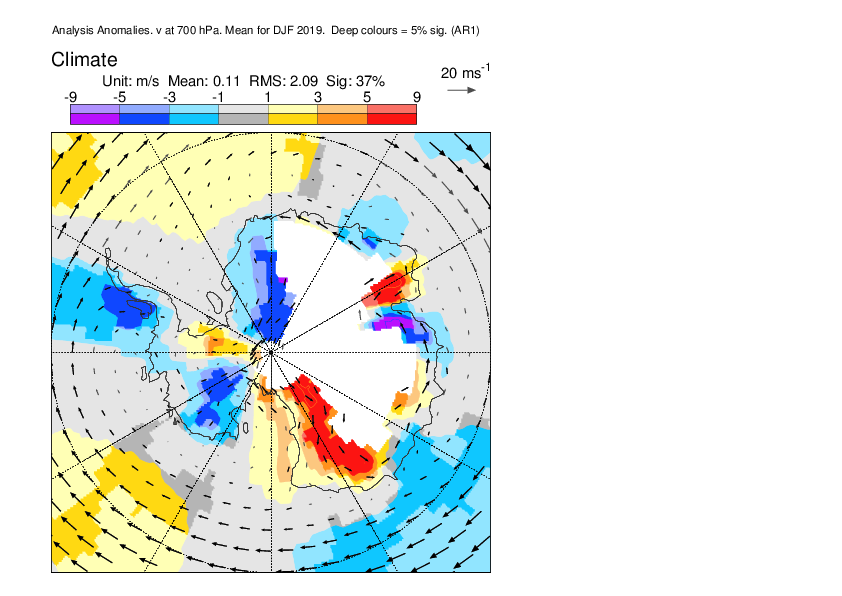 Analysis Anomalies. v at 700 hPa. Mean for DJF 2019. Deep colours = 5% sig. (AR1)
Climate
Unit: m/s Mean: 0.11 RMS: 2.09 Sig: 37%
20 ms-1
-9 -5 -3 -1 1 3 5 9